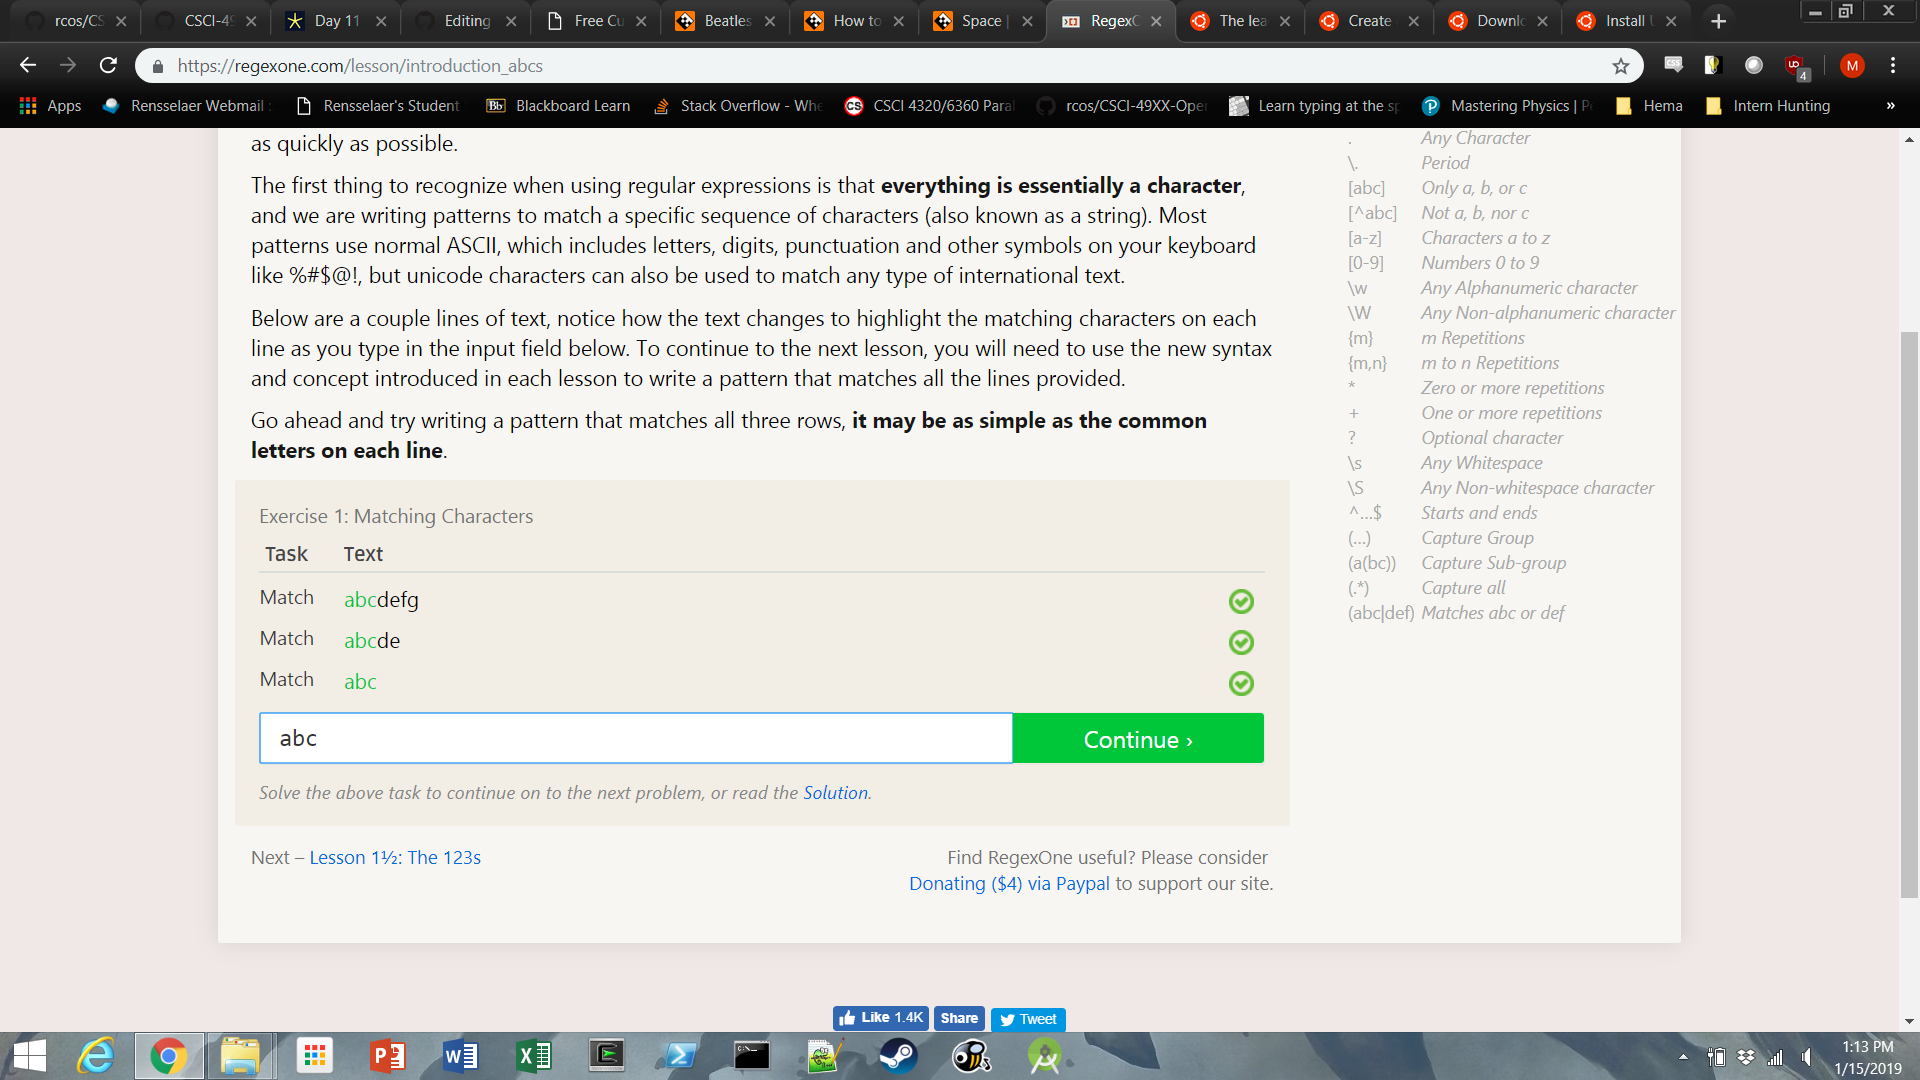 rcos/CS
CSCI-49
Day 11
Editing
Free Cu
Beatles
How to
Space |
RegexO
The lea
Create
Downlo
Install U
https://regexone.com/lesson/introduction_abcs
4
M
Apps
Rensselaer Webmail :
Rensselaer's Student
Bb
Blackboard Learn
Stack Overflow - Whe
CS
CSCI 4320/6360 Paral
rcos/CSCI-49XX-Oper
Learn typing at the sp
Mastering Physics | P
Hema
Intern Hunting
»
as quickly as possible.
The first thing to recognize when using regular expressions is that everything is essentially a character,
and we are writing patterns to match a specific sequence of characters (also known as a string). Most
patterns use normal ASCII, which includes letters, digits, punctuation and other symbols on your keyboard
like %#$@!, but unicode characters can also be used to match any type of international text.
Below are a couple lines of text, notice how the text changes to highlight the matching characters on each
line as you type in the input field below. To continue to the next lesson, you will need to use the new syntax
and concept introduced in each lesson to write a pattern that matches all the lines provided.
Go ahead and try writing a pattern that matches all three rows, it may be as simple as the common
letters on each line.
Exercise 1: Matching Characters
Task Text
Match abcdefg
Match abcde
Match abc
abc
Continue ›
Solve the above task to continue on to the next problem, or read the Solution.
Next – Lesson 1½: The 123s
Find RegexOne useful? Please consider
Donating ($4) via Paypal to support our site.
. Any Character
\. Period
[abc] Only a, b, or c
[^abc] Not a, b, nor c
[a-z] Characters a to z
[0-9] Numbers 0 to 9
\w Any Alphanumeric character
\W Any Non-alphanumeric character
{m} m Repetitions
{m,n} m to n Repetitions
* Zero or more repetitions
+ One or more repetitions
? Optional character
\s Any Whitespace
\S Any Non-whitespace character
^...$ Starts and ends
(...) Capture Group
(a(bc)) Capture Sub-group
(.*) Capture all
(abc|def) Matches abc or def
Like 1.4K
Share
Tweet
1:13 PM
1/15/2019